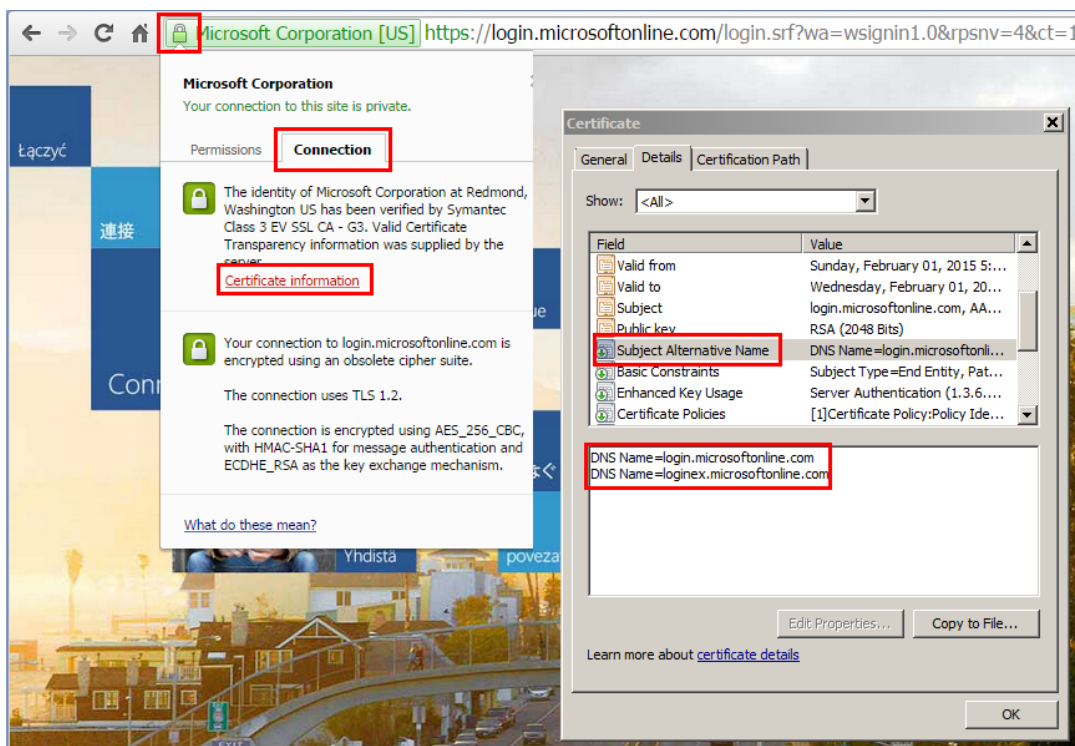 Microsoft Corporation [US] https://login.microsoftonline.com/login.srf?wa=wsignin1.0&rpsnv=4&ct=1
Microsoft Corporation
Your connection to this site is private.
Permissions Connection
The identity of Microsoft Corporation at Redmond,
Washington US has been verified by Symantec
Class 3 EV SSL CA - G3. Valid Certificate
Transparency information was supplied by the
server.
Certificate information
Your connection to login.microsoftonline.com is
encrypted using an obsolete cipher suite.
The connection uses TLS 1.2.
The connection is encrypted using AES_256_CBC,
with HMAC-SHA1 for message authentication and
ECDHE_RSA as the key exchange mechanism.
What do these mean?
Łączyć
連接
Conn
ue
はぐ
Yhdistä
poveza
EXIT
Certificate
General Details Certification Path
Show: <All>
Field Value
Valid from Sunday, February 01, 2015 5:...
Valid to Wednesday, February 01, 20...
Subject login.microsoftonline.com, AA...
Public key RSA (2048 Bits)
Subject Alternative Name DNS Name=login.microsoftonli...
Basic Constraints Subject Type=End Entity, Pat...
Enhanced Key Usage Server Authentication (1.3.6....
Certificate Policies [1]Certificate Policy:Policy Ide...
DNS Name=login.microsoftonline.com
DNS Name=loginex.microsoftonline.com
Edit Properties... Copy to File...
Learn more about certificate details
OK